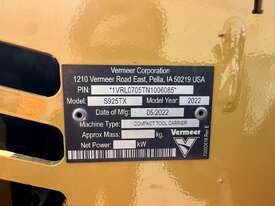 Vermeer Corporation
1210 Vermeer Road East, Pella, IA 50219 USA
PIN: *1VRL0705TN1006085*
Model: S925TX Model Year: 2022
Date of Mfg: 05/2022
Machine Type: COMPACT TOOL CARRIER
Approx Mass: kg
Net Power: kW
Vermeer